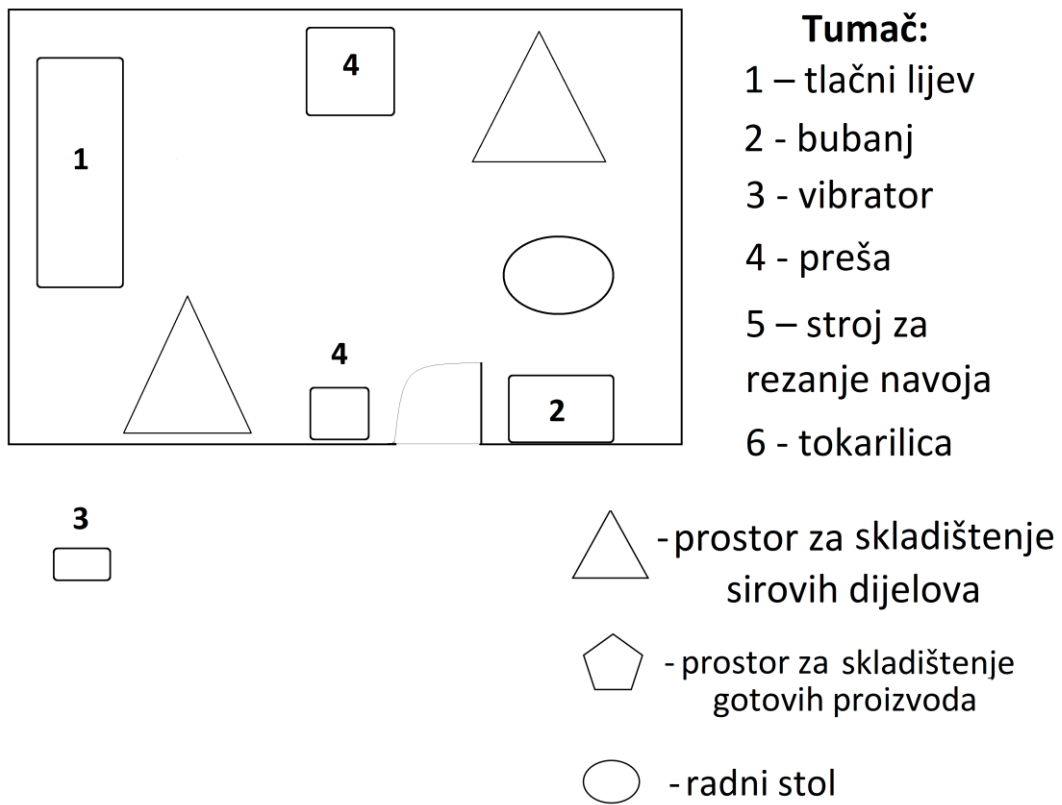 4
1
4
2
3
Tumač:
1 – tlačni lijev
2 - bubanj
3 - vibrator
4 - preša
5 – stroj za
rezanje navoja
6 - tokarilica
- prostor za skladištenje
sirovih dijelova
- prostor za skladištenje
gotovih proizvoda
- radni stol